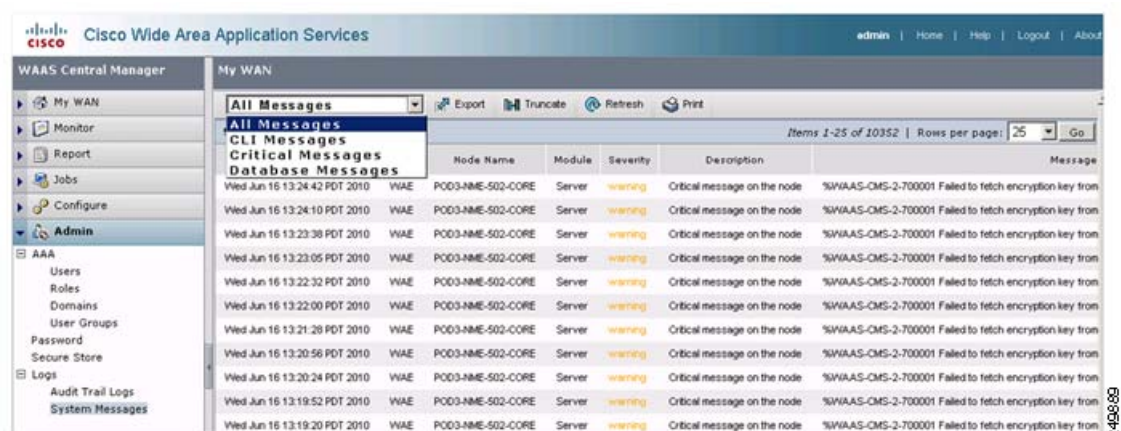 CISCO Cisco Wide Area Application Services
admin | Home | Help | Logout | About
WAAS Central Manager
My WAN
My WAN
Monitor
Report
Jobs
Configure
Admin
AAA
Users
Roles
Domains
User Groups
Password
Secure Store
Logs
Audit Trail Logs
System Messages
All Messages
Export Truncate Refresh Print
All Messages
CLI Messages
Critical Messages
Database Messages
Items 1-25 of 10352 | Rows per page: 25 Go
Node Name Module Severity Description Message
Wed Jun 16 13:24:42 PDT 2010 WAE POD3-NME-502-CORE Server warning Critical message on the node %WAAS-CMS-2-700001 Failed to fetch encryption key from
Wed Jun 16 13:24:10 PDT 2010 WAE POD3-NME-502-CORE Server warning Critical message on the node %WAAS-CMS-2-700001 Failed to fetch encryption key from
Wed Jun 16 13:23:38 PDT 2010 WAE POD3-NME-502-CORE Server warning Critical message on the node %WAAS-CMS-2-700001 Failed to fetch encryption key from
Wed Jun 16 13:23:05 PDT 2010 WAE POD3-NME-502-CORE Server warning Critical message on the node %WAAS-CMS-2-700001 Failed to fetch encryption key from
Wed Jun 16 13:22:32 PDT 2010 WAE POD3-NME-502-CORE Server warning Critical message on the node %WAAS-CMS-2-700001 Failed to fetch encryption key from
Wed Jun 16 13:22:00 PDT 2010 WAE POD3-NME-502-CORE Server warning Critical message on the node %WAAS-CMS-2-700001 Failed to fetch encryption key from
Wed Jun 16 13:21:28 PDT 2010 WAE POD3-NME-502-CORE Server warning Critical message on the node %WAAS-CMS-2-700001 Failed to fetch encryption key from
Wed Jun 16 13:20:56 PDT 2010 WAE POD3-NME-502-CORE Server warning Critical message on the node %WAAS-CMS-2-700001 Failed to fetch encryption key from
Wed Jun 16 13:20:24 PDT 2010 WAE POD3-NME-502-CORE Server warning Critical message on the node %WAAS-CMS-2-700001 Failed to fetch encryption key from
Wed Jun 16 13:19:52 PDT 2010 WAE POD3-NME-502-CORE Server warning Critical message on the node %WAAS-CMS-2-700001 Failed to fetch encryption key from
Wed Jun 16 13:19:20 PDT 2010 WAE POD3-NME-502-CORE Server warning Critical message on the node %WAAS-CMS-2-700001 Failed to fetch encryption key from